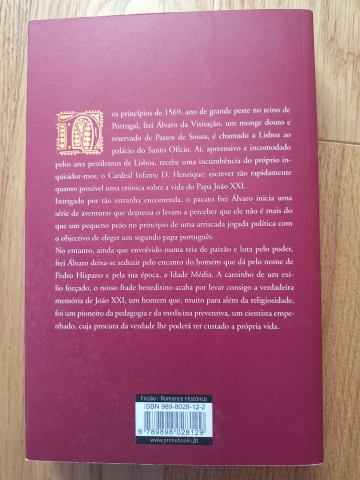 Nos princípios de 1569, ano de grande peste no reino de
Portugal, frei Álvaro da Visitação, um monge douto e
reservado de Passos de Sousa, é chamado a Lisboa ao
palácio do Santo Ofício. Aí, apreensivo e incomodado
pelos ares pestilentos de Lisboa, recebe uma incumbência do próprio in-
quisidor-mor, o Cardeal Infante D. Henrique: escrever tão rapidamente
quanto possível uma crónica sobre a vida do Papa João XXI.
Intrigado por tão estranha encomenda, o pacato frei Álvaro inicia uma
série de aventuras que depressa o levam a perceber que ele não é mais do
que um pequeno peão no princípio de uma arriscada jogada política com
o objectivo de eleger um segundo papa português.
No entanto, ainda que envolvido numa teia de paixão e luta pelo poder,
frei Álvaro deixa-se seduzir pelo encanto do homem que dá pelo nome de
Pedro Hispano e pela sua época, a Idade Média. A caminho de um exí-
lio forçado, o nosso frade beneditino acaba por levar consigo a verdadeira
memória de João XXI, um homem que, muito para além da religiosidade,
foi um pioneiro da pedagogia e da medicina preventiva, um cientista empe-
nhado, cuja procura da verdade lhe poderá ter custado a própria vida.
Ficção - Romance Histórico
ISBN 989-8028-12-2
9 789898 028129
www.primebooks.pt